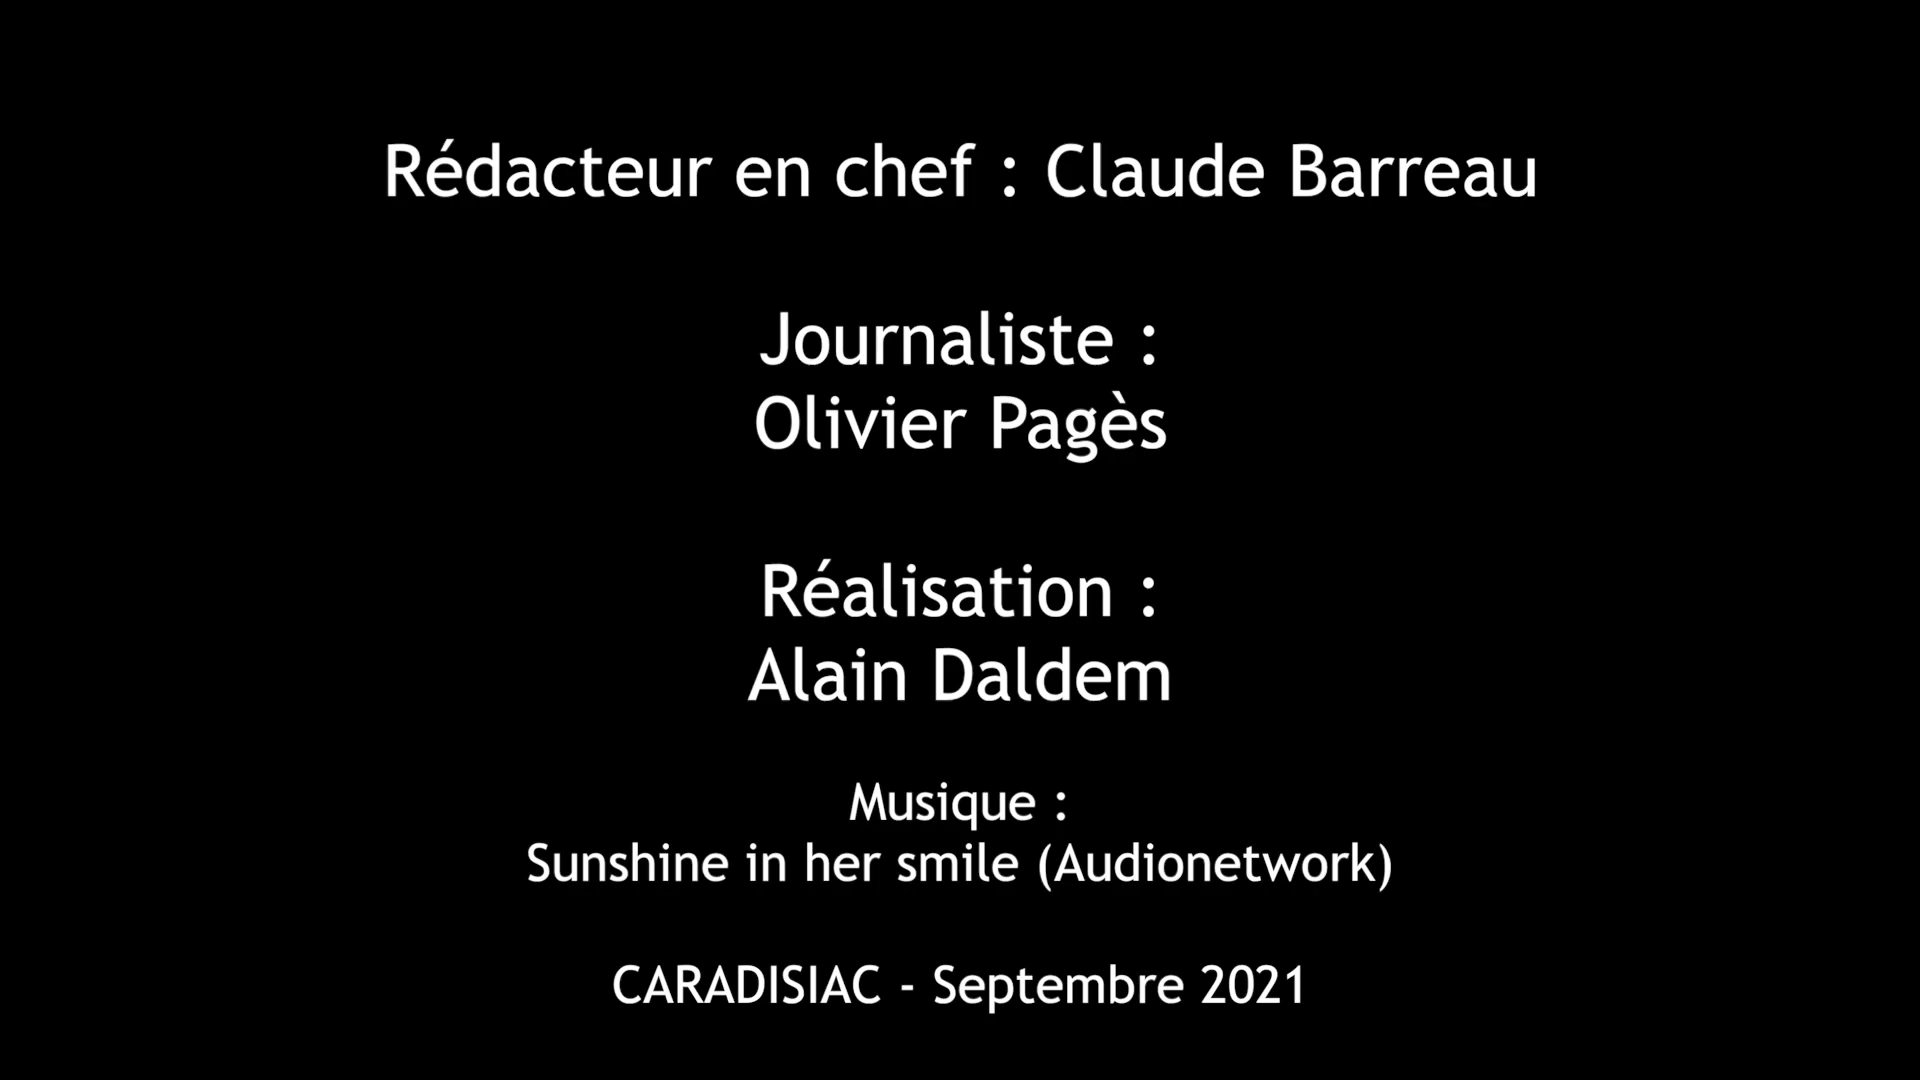 Rédacteur en chef : Claude Barreau
Journaliste :
Olivier Pagès
Réalisation :
Alain Daldem
Musique :
Sunshine in her smile (Audionetwork)
CARADISIAC - Septembre 2021